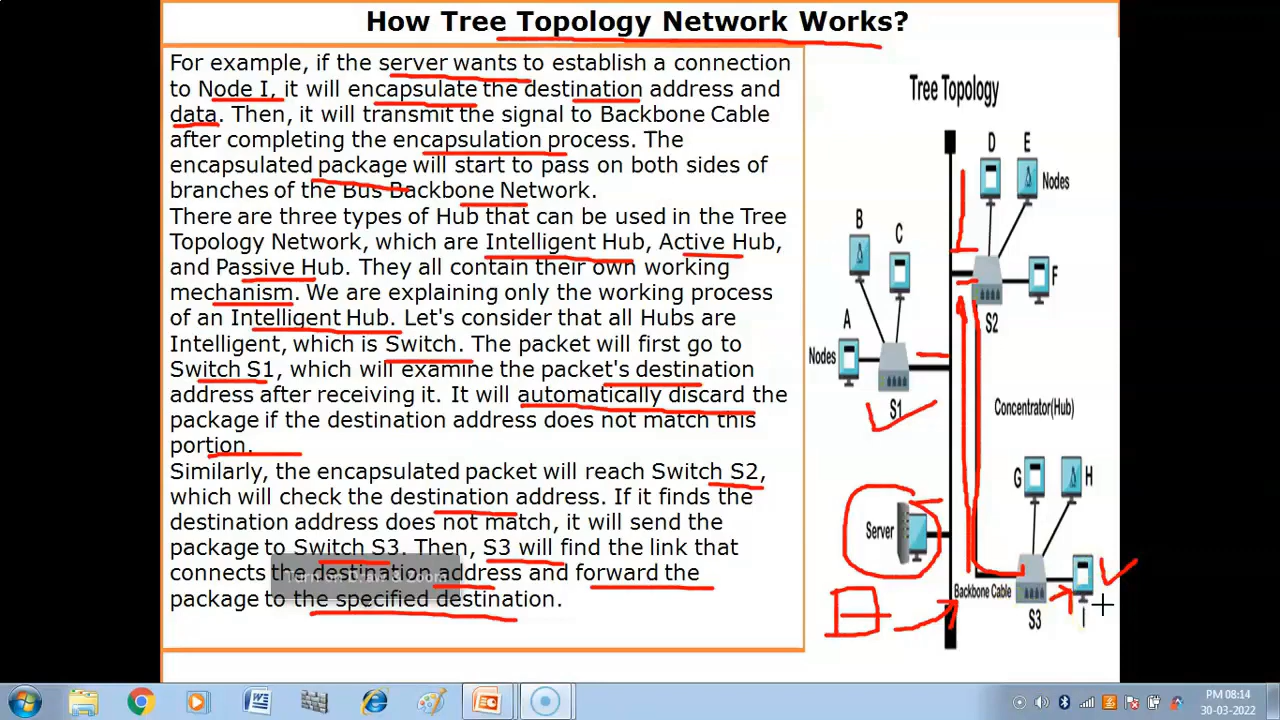 How Tree Topology Network Works?
For example, if the server wants to establish a connection
to Node I, it will encapsulate the destination address and
data. Then, it will transmit the signal to Backbone Cable
after completing the encapsulation process. The
encapsulated package will start to pass on both sides of
branches of the Bus Backbone Network.
There are three types of Hub that can be used in the Tree
Topology Network, which are Intelligent Hub, Active Hub,
and Passive Hub. They all contain their own working
mechanism. We are explaining only the working process
of an Intelligent Hub. Let's consider that all Hubs are
Intelligent, which is Switch. The packet will first go to
Switch S1, which will examine the packet's destination
address after receiving it. It will automatically discard the
package if the destination address does not match this
portion.
Similarly, the encapsulated packet will reach Switch S2,
which will check the destination address. If it finds the
destination address does not match, it will send the
package to Switch S3. Then, S3 will find the link that
connects the destination address and forward the
package to the specified destination.
Turn on Draw & Zoom
Tree Topology
D
E
Nodes
B
C
F
S2
A
Nodes
S1
Concentrator(Hub)
G
H
Server
Backbone Cable
S3
I
PM 08:14
30-03-2022